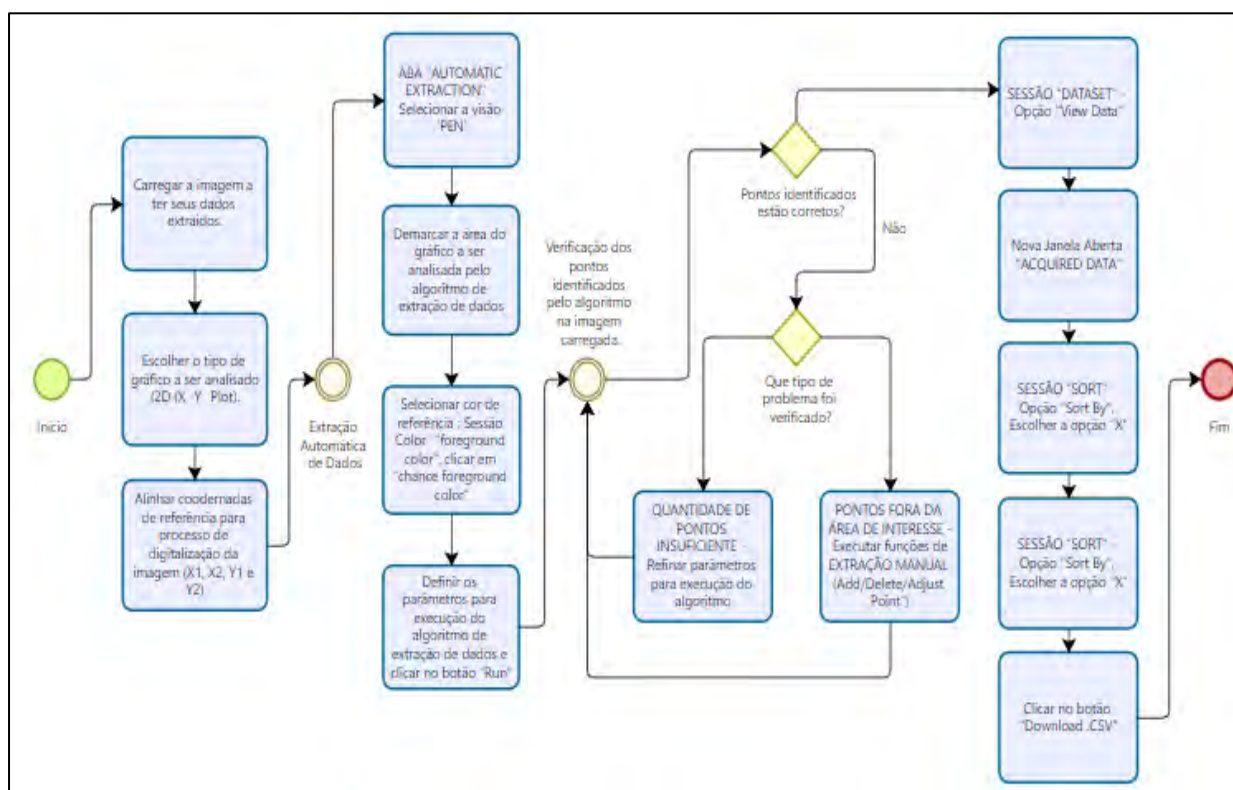 Inicio
Carregar a imagem a
ter seus dados
extraidos.
Escolher o tipo de
gráfico a ser analisado
(2D (X -Y Plot).
Alinhar coodernadas
de referência para
processo de
digitalização da
imagem (X1, X2, Y1 e
Y2)
Extração
Automática
de Dados
ABA "AUTOMATIC
EXTRACTION"
Selecionar a visão
"PEN"
Demarcar a área do
gráfico a ser
analisada pelo
algoritmo de
extração de dados
Selecionar cor de
referência : Sessão
Color "foreground
color", clicar em
"chance foreground
color"
Definir os
parâmetros para
execução do
algoritmo de
extração de dados e
clicar no botão "Run"
Verificação dos
pontos
identificados
pelo algoritmo
na imagem
carregada.
Pontos identificados
estão corretos?
Não
Que tipo de
problema foi
verificado?
QUANTIDADE DE
PONTOS
INSUFICIENTE -
Refinar parâmetros
para execução do
algoritmo
PONTOS FORA DA
ÁREA DE INTERESSE -
Executar funções de
EXTRAÇÃO MANUAL
(Add/Delete/Adjust
Point")
SESSÃO "DATASET" -
Opção "View Data"
Nova Janela Aberta
"ACQUIRED DATA"
SESSÃO "SORT" -
Opção "Sort By",
Escolher a opção "X"
SESSÃO "SORT" -
Opção "Sort By",
Escolher a opção "X"
Clicar no botão
"Download .CSV"
Fim